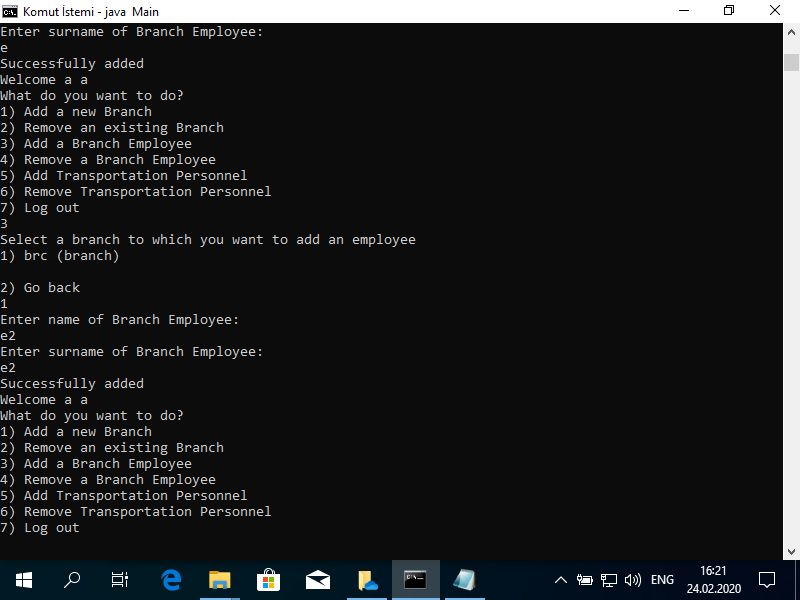 Komut İstemi - java Main
Enter surname of Branch Employee:
e
Successfully added
Welcome a a
What do you want to do?
1) Add a new Branch
2) Remove an existing Branch
3) Add a Branch Employee
4) Remove a Branch Employee
5) Add Transportation Personnel
6) Remove Transportation Personnel
7) Log out
3
Select a branch to which you want to add an employee
1) brc (branch)
2) Go back
1
Enter name of Branch Employee:
e2
Enter surname of Branch Employee:
e2
Successfully added
Welcome a a
What do you want to do?
1) Add a new Branch
2) Remove an existing Branch
3) Add a Branch Employee
4) Remove a Branch Employee
5) Add Transportation Personnel
6) Remove Transportation Personnel
7) Log out
ENG
16:21
24.02.2020